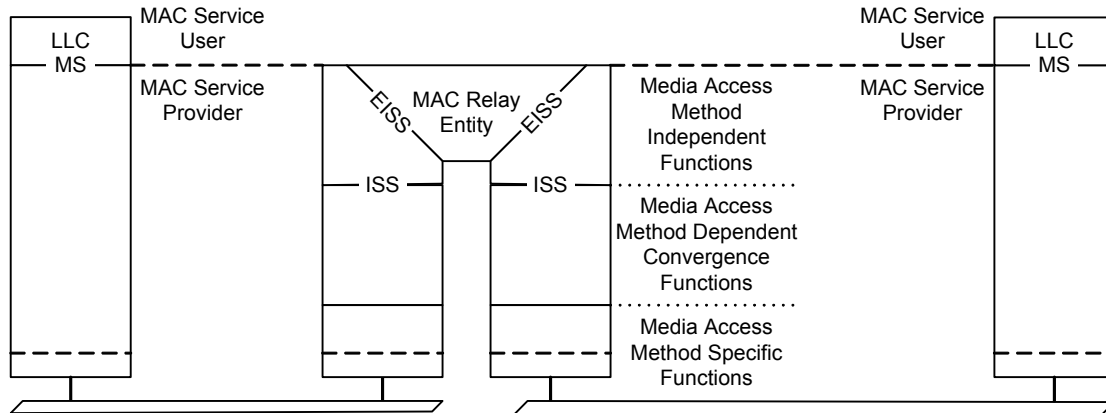 MAC Service
User
LLC
MS
MAC Service
Provider
EISS
MAC Relay
Entity
EISS
ISS
ISS
Media Access
Method
Independent
Functions
Media Access
Method Dependent
Convergence
Functions
Media Access
Method Specific
Functions
MAC Service
User
LLC
MS
MAC Service
Provider